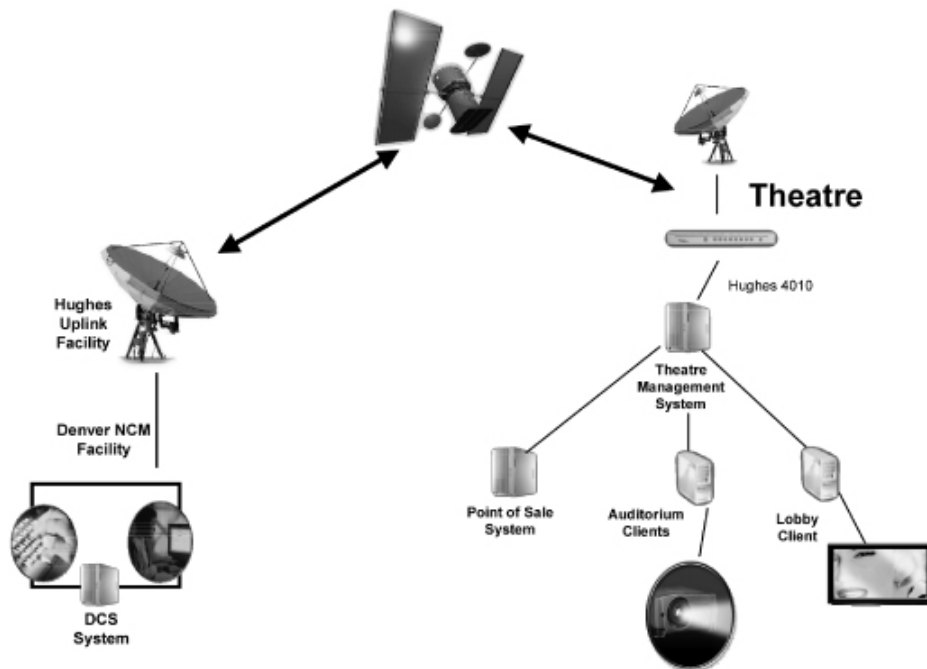 Theatre
Hughes 4010
Hughes
Uplink
Facility
Theatre
Management
System
Denver NCM
Facility
Point of Sale
System
Auditorium
Clients
Lobby
Client
DCS
System